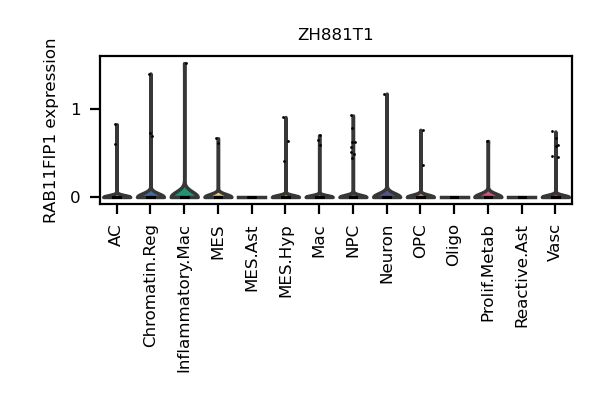 ZH881T1
RAB11FIP1 expression
1
0
AC
Chromatin.Reg
Inflammatory.Mac
MES
MES.Ast
MES.Hyp
Mac
NPC
Neuron
OPC
Oligo
Prolif.Metab
Reactive.Ast
Vasc